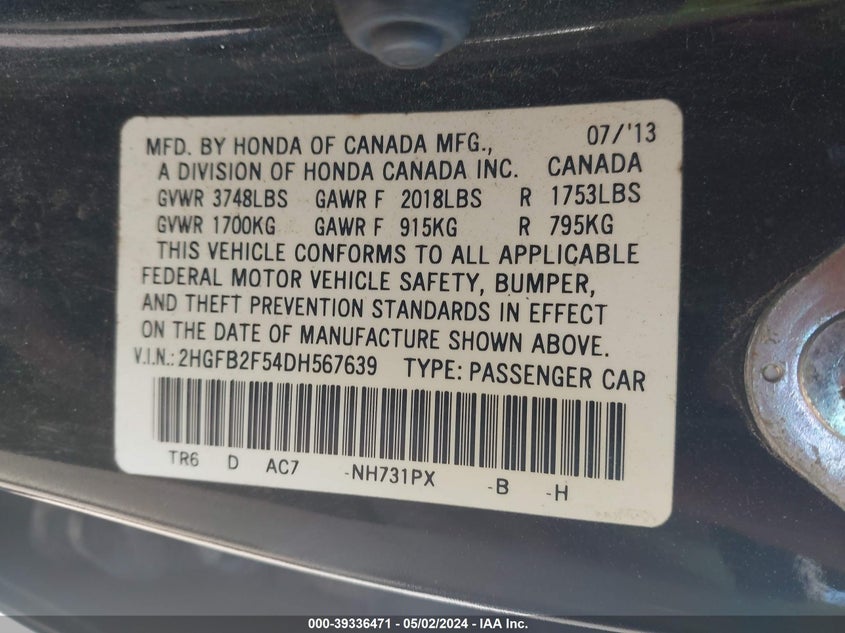 MFD. BY HONDA OF CANADA MFG., 07/'13
A DIVISION OF HONDA CANADA INC. CANADA
GVWR 3748LBS GAWR F 2018LBS R 1753LBS
GVWR 1700KG GAWR F 915KG R 795KG
THIS VEHICLE CONFORMS TO ALL APPLICABLE
FEDERAL MOTOR VEHICLE SAFETY, BUMPER,
AND THEFT PREVENTION STANDARDS IN EFFECT
ON THE DATE OF MANUFACTURE SHOWN ABOVE.
V.I.N.: 2HGFB2F54DH567639 TYPE: PASSENGER CAR
TR6 D AC7 -NH731PX -B -H
000-39336471 - 05/02/2024 - IAA Inc.